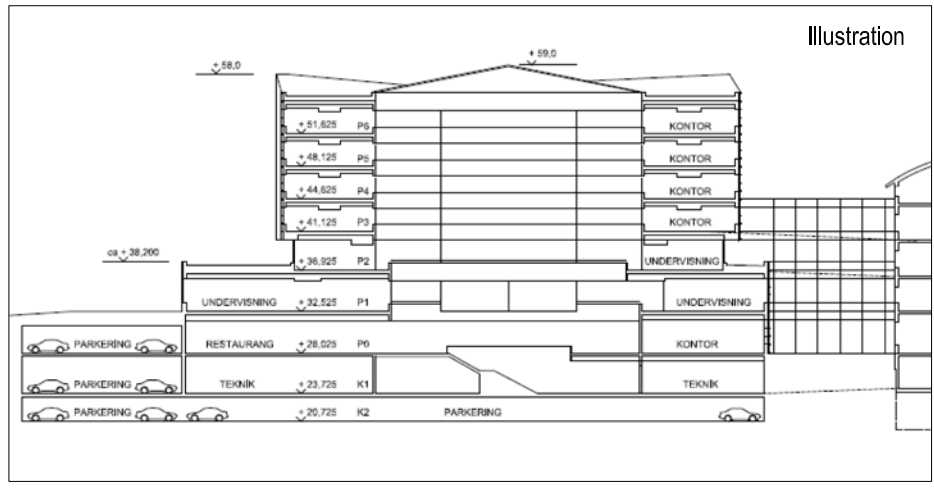 Illustration
+ 59,0
+ 58,0
+ 51,625 P6 KONTOR
+ 48,125 P5 KONTOR
+ 44,625 P4 KONTOR
+ 41,125 P3 KONTOR
ca + 38,200
+ 36,925 P2 UNDERVISNING
UNDERVISNING + 32,525 P1 UNDERVISNING
PARKERING RESTAURANG + 28,025 P0 KONTOR
PARKERING TEKNIK + 23,725 K1 TEKNIK
PARKERING + 20,725 K2 PARKERING